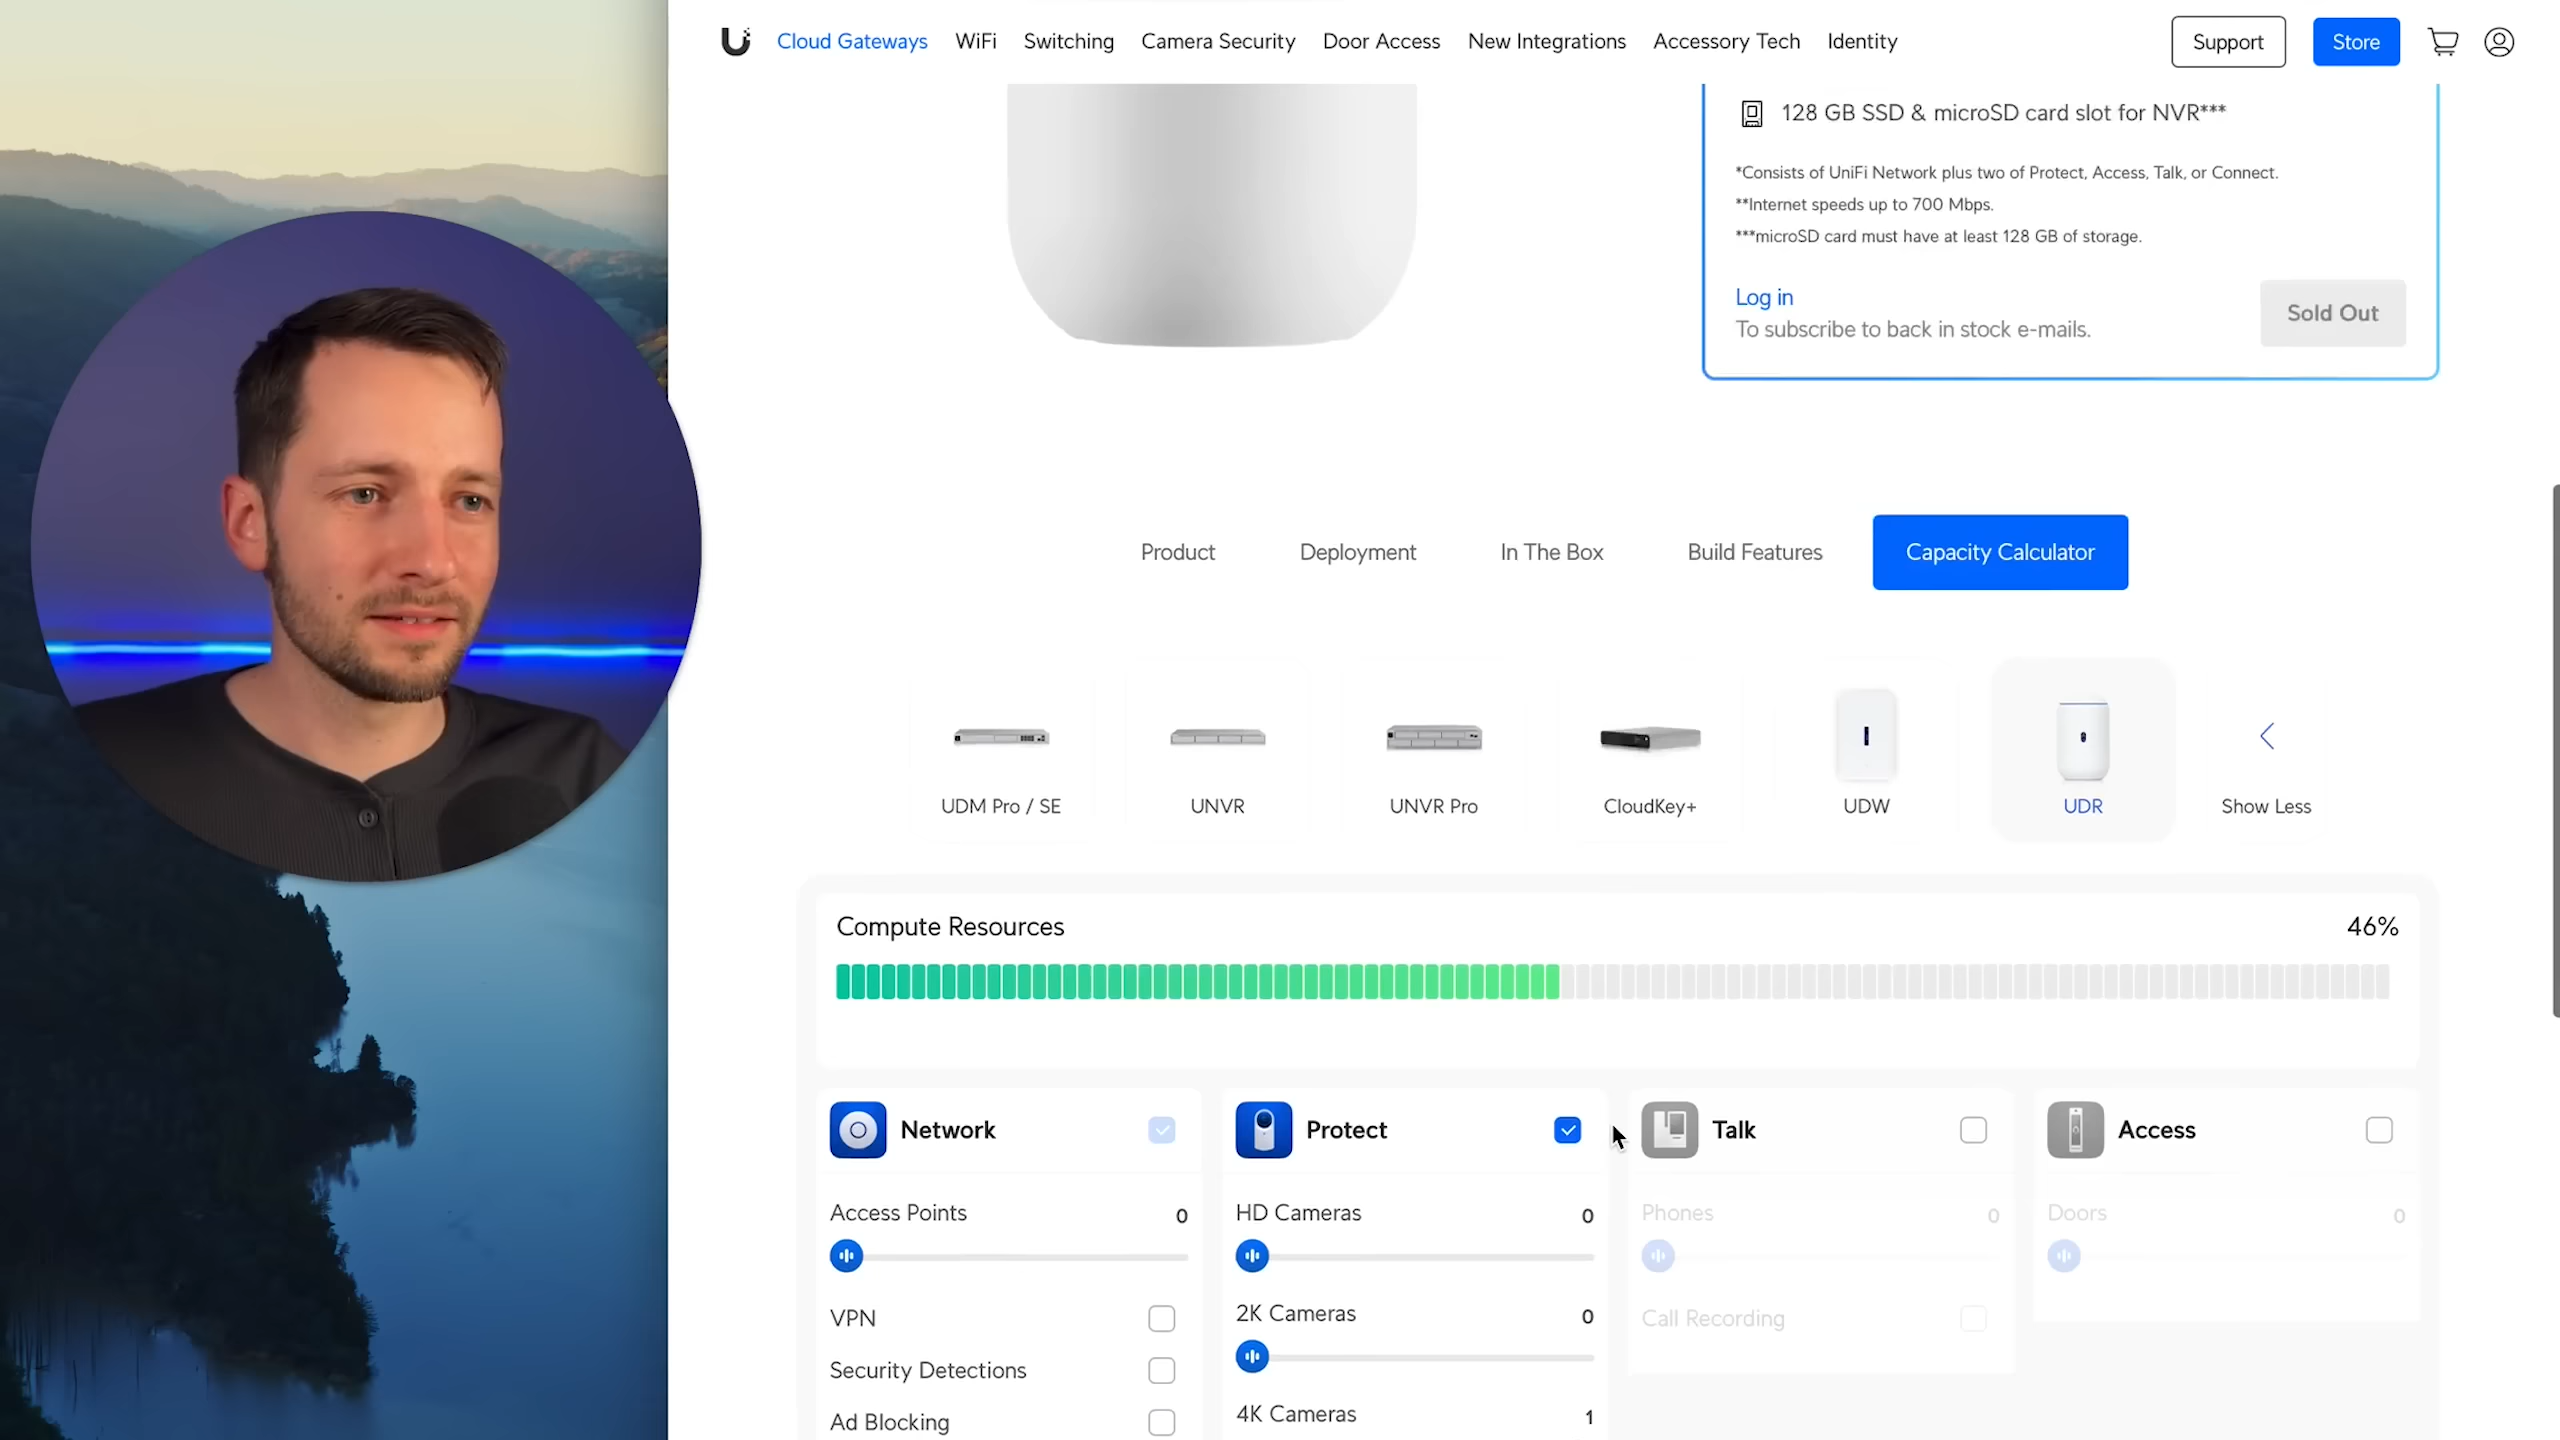 Cloud Gateways WiFi Switching Camera Security Door Access New Integrations Accessory Tech Identity Support Store
128 GB SSD & microSD card slot for NVR***
*Consists of UniFi Network plus two of Protect, Access, Talk, or Connect.
**Internet speeds up to 700 Mbps.
***microSD card must have at least 128 GB of storage.
Log in
To subscribe to back in stock e-mails.
Sold Out
Product Deployment In The Box Build Features Capacity Calculator
UDM Pro / SE UNVR UNVR Pro CloudKey+ UDW UDR Show Less
Compute Resources 46%
Network Protect Talk Access
Access Points 0 HD Cameras 0 Phones 0 Doors 0
VPN 2K Cameras 0 Call Recording
Security Detections
Ad Blocking 4K Cameras 1